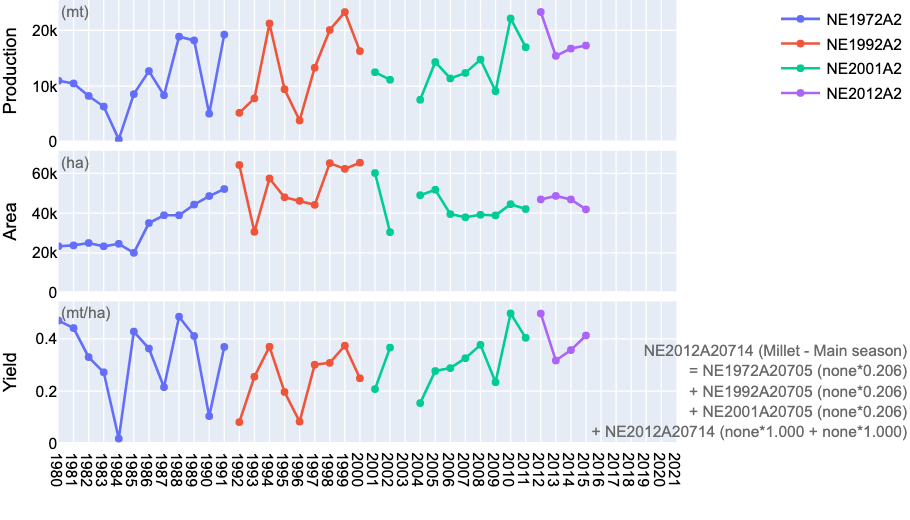 (mt)
Production
20k
10k
0
NE1972A2
NE1992A2
NE2001A2
NE2012A2
(ha)
Area
60k
40k
20k
0
(mt/ha)
Yield
0.4
0.2
0
NE2012A20714 (Millet - Main season)
= NE1972A20705 (none*0.206)
+ NE1992A20705 (none*0.206)
+ NE2001A20705 (none*0.206)
+ NE2012A20714 (none*1.000 + none*1.000)
1980
1981
1982
1983
1984
1985
1986
1987
1988
1989
1990
1991
1992
1993
1994
1995
1996
1997
1998
1999
2000
2001
2002
2003
2004
2005
2006
2007
2008
2009
2010
2011
2012
2013
2014
2015
2016
2017
2018
2019
2020
2021